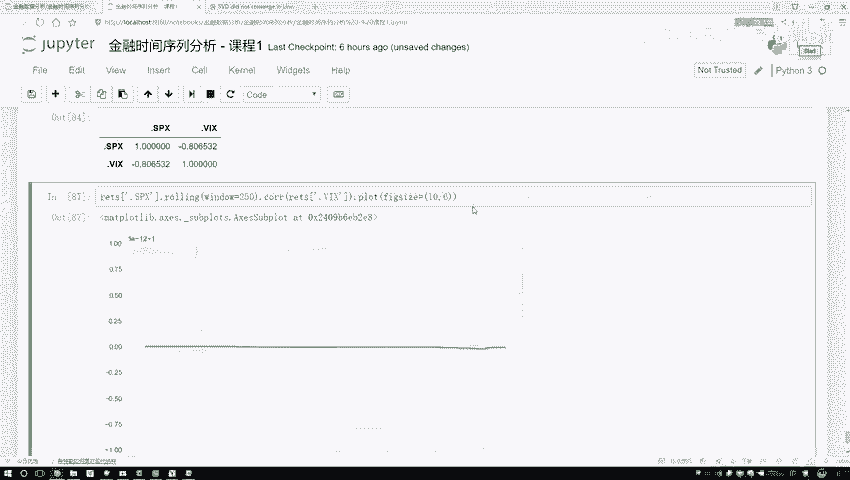 jupyter 金融时间序列分析 - 课程1 Last Checkpoint: 6 hours ago (unsaved changes)
File Edit View Insert Cell Kernel Widgets Help Not Trusted Python 3
Code
Out[84]:
.SPX .VIX
.SPX 1.000000 -0.806532
.VIX -0.806532 1.000000
In [87]: rets['.SPX'].rolling(window=250).corr(rets['.VIX']).plot(figsize=(10,6))
Out[87]: <matplotlib.axes._subplots.AxesSubplot at 0x2409b6eb2e8>
1.00
0.75
0.50
0.25
0.00
-0.25
-0.50
-0.75
-1.00